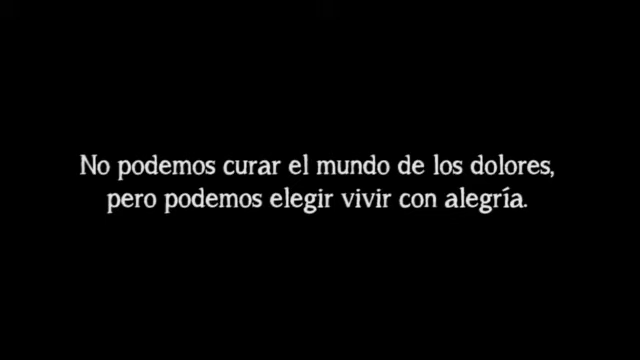 No podemos curar el mundo de los dolores,
pero podemos elegir vivir con alegría.